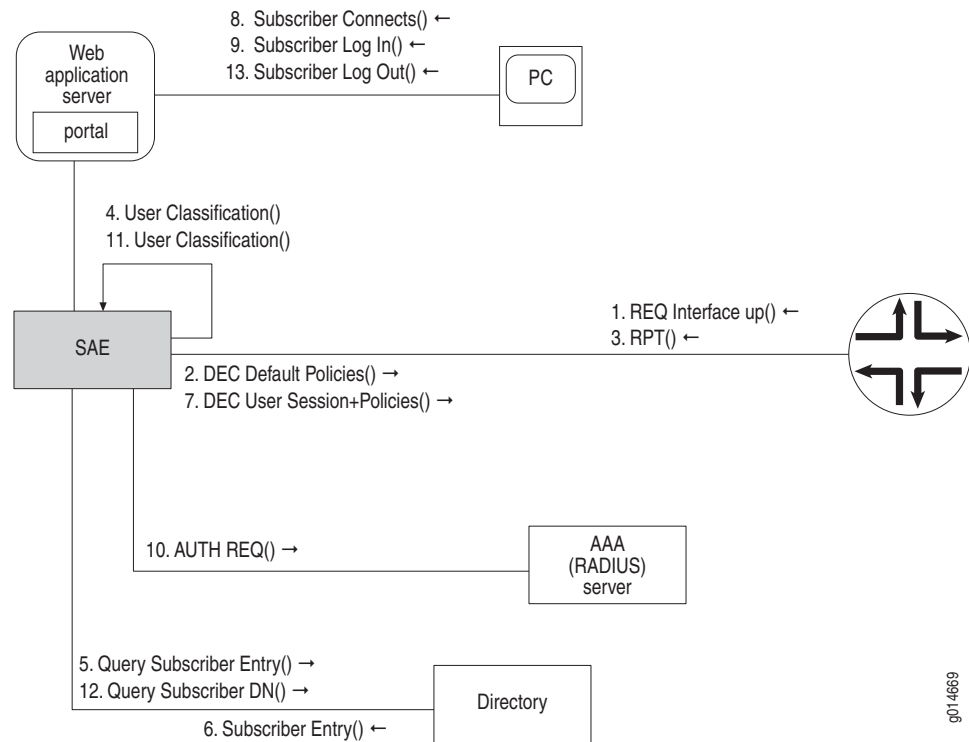 8. Subscriber Connects() ←
9. Subscriber Log In() ←
13. Subscriber Log Out() ←
Web
application
server
portal
PC
4. User Classification()
11. User Classification()
1. REQ Interface up() ←
3. RPT() ←
SAE
2. DEC Default Policies() →
7. DEC User Session+Policies() →
10. AUTH REQ() →
AAA
(RADIUS)
server
5. Query Subscriber Entry() →
12. Query Subscriber DN() →
6. Subscriber Entry() ←
Directory
g014669